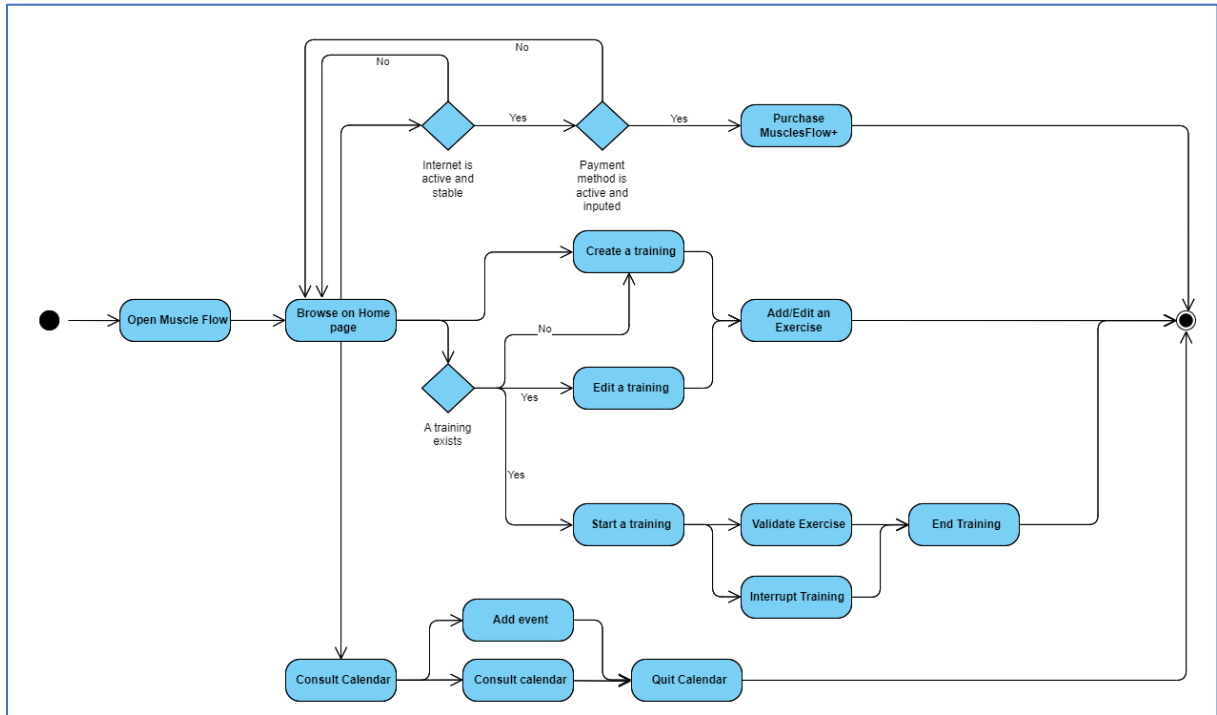 No
No
Yes
Yes
Purchase
MusclesFlow+
Internet is
active and
stable
Payment
method is
active and
inputed
Create a training
Open Muscle Flow
Browse on Home
page
No
Add/Edit an
Exercise
Edit a training
Yes
A training
exists
Yes
Start a training
Validate Exercise
End Training
Interrupt Training
Add event
Consult Calendar
Consult calendar
Quit Calendar